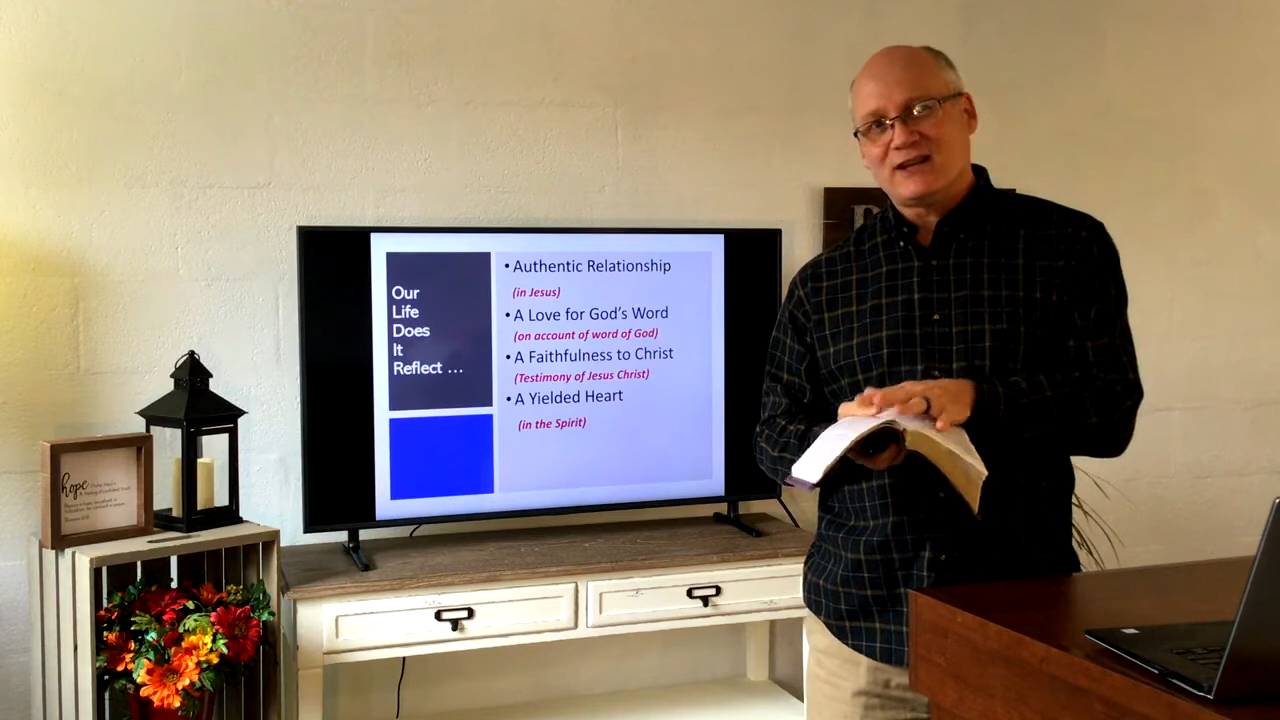 Our
Life
Does
It
Reflect ...
• Authentic Relationship
(in Jesus)
• A Love for God's Word
(on account of word of God)
• A Faithfulness to Christ
(Testimony of Jesus Christ)
• A Yielded Heart
(in the Spirit)
hope